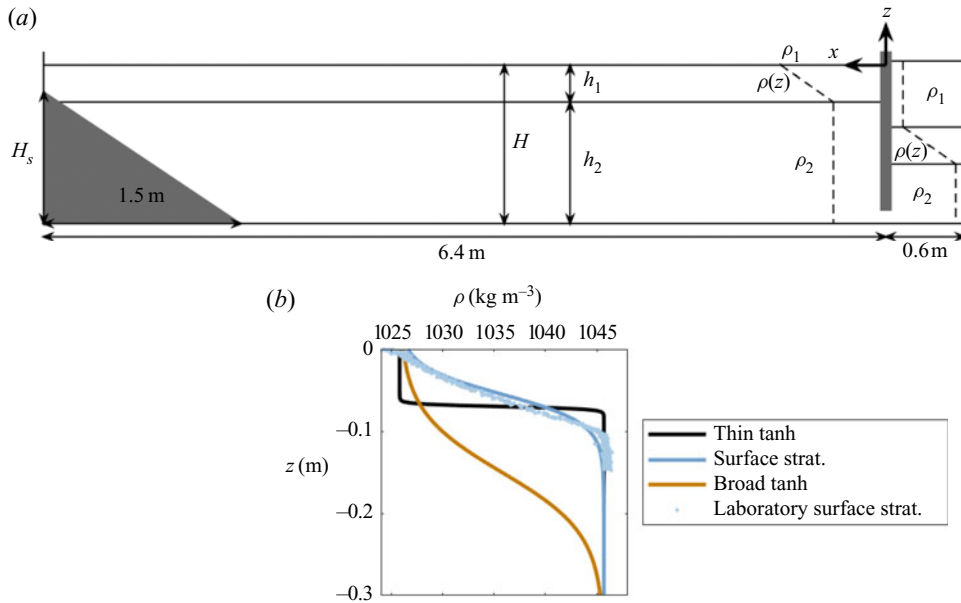 (a)
z
x
ρ1
ρ(z)
h1
ρ1
Hs
H
h2
ρ2
ρ(z)
ρ2
1.5 m
6.4 m
0.6 m
(b)
ρ (kg m–3)
1025 1030 1035 1040 1045
0
–0.1
z (m)
–0.2
–0.3
Thin tanh
Surface strat.
Broad tanh
Laboratory surface strat.